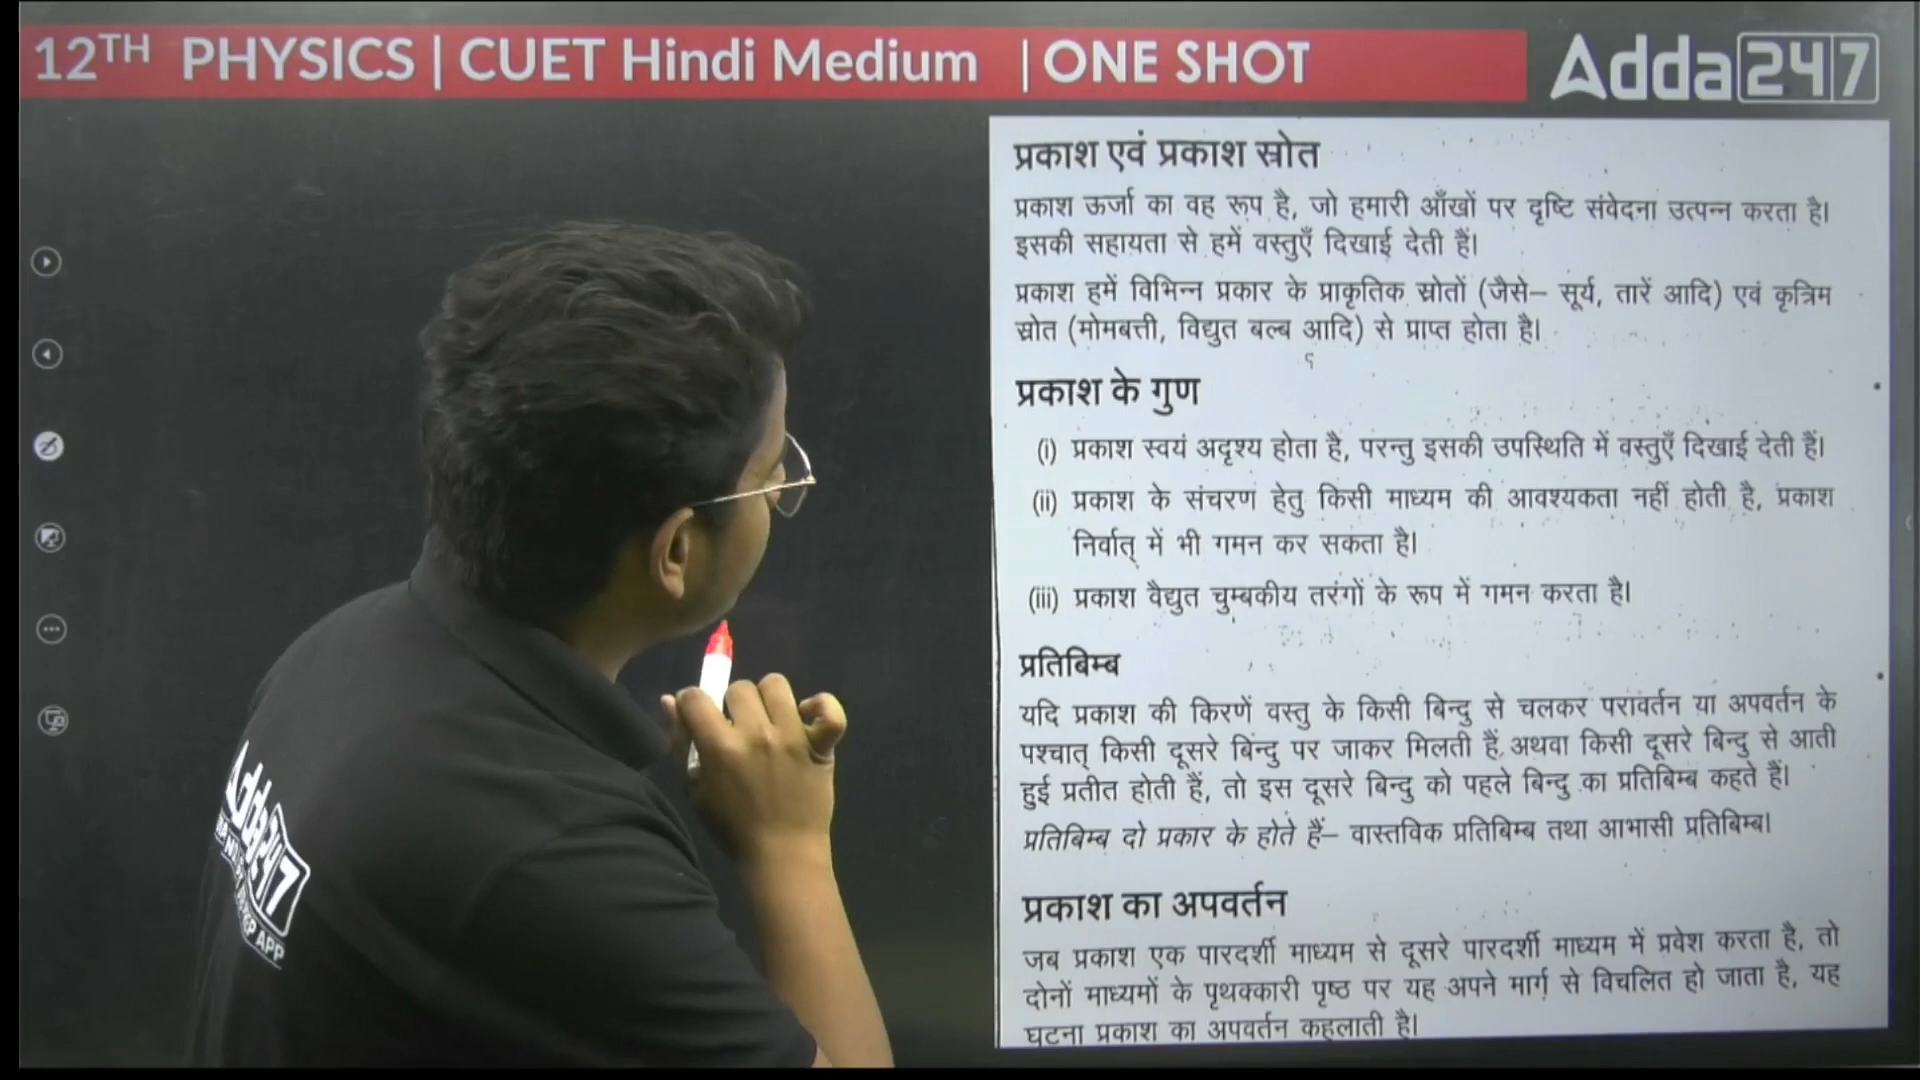 12TH PHYSICS | CUET Hindi Medium | ONE SHOT
Adda 247
प्रकाश एवं प्रकाश स्रोत
प्रकाश ऊर्जा का वह रूप है, जो हमारी आँखों पर दृष्टि संवेदना उत्पन्न करता है।
इसकी सहायता से हमें वस्तुएँ दिखाई देती हैं।
प्रकाश हमें विभिन्न प्रकार के प्राकृतिक स्रोतों (जैसे– सूर्य, तारें आदि) एवं कृत्रिम
स्रोत (मोमबत्ती, विद्युत बल्ब आदि) से प्राप्त होता है।
प्रकाश के गुण
(i) प्रकाश स्वयं अदृश्य होता है, परन्तु इसकी उपस्थिति में वस्तुएँ दिखाई देती हैं।
(ii) प्रकाश के संचरण हेतु किसी माध्यम की आवश्यकता नहीं होती है, प्रकाश
निर्वात् में भी गमन कर सकता है।
(iii) प्रकाश वैद्युत चुम्बकीय तरंगों के रूप में गमन करता है।
प्रतिबिम्ब
यदि प्रकाश की किरणें वस्तु के किसी बिन्दु से चलकर परावर्तन या अपवर्तन के
पश्चात् किसी दूसरे बिन्दु पर जाकर मिलती हैं, अथवा किसी दूसरे बिन्दु से आती
हुई प्रतीत होती हैं, तो इस दूसरे बिन्दु को पहले बिन्दु का प्रतिबिम्ब कहते हैं।
प्रतिबिम्ब दो प्रकार के होते हैं– वास्तविक प्रतिबिम्ब तथा आभासी प्रतिबिम्ब।
प्रकाश का अपवर्तन
जब प्रकाश एक पारदर्शी माध्यम से दूसरे पारदर्शी माध्यम में प्रवेश करता है, तो
दोनों माध्यमों के पृथक्कारी पृष्ठ पर यह अपने मार्ग से विचलित हो जाता है, यह
घटना प्रकाश का अपवर्तन कहलाती है।
Adda247
APP